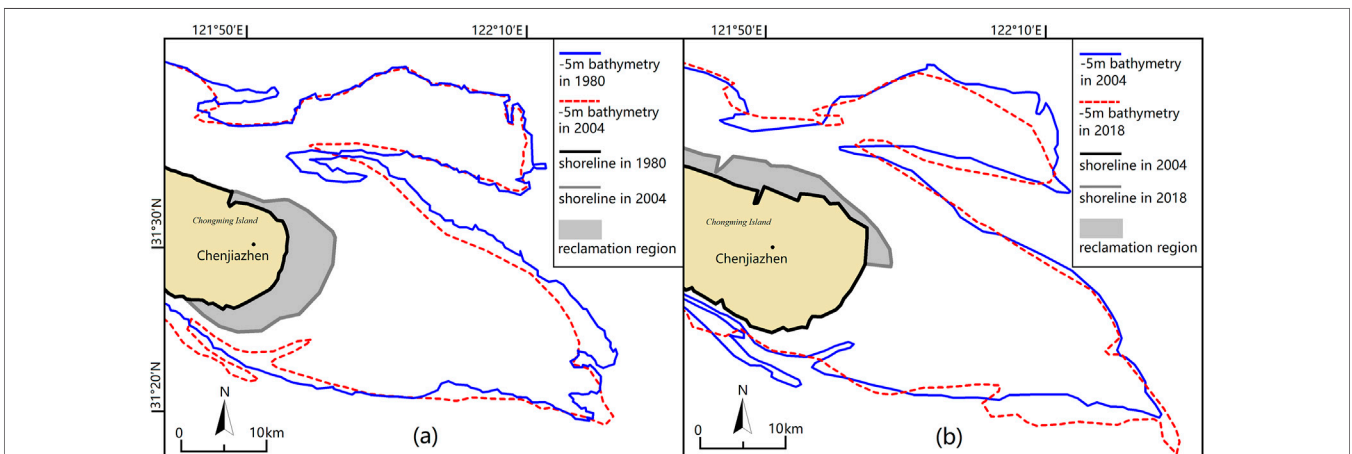 121°50'E
122°10'E
-5m bathymetry
in 1980
-5m bathymetry
in 2004
shoreline in 1980
shoreline in 2004
reclamation region
31°30'N
31°20'N
Chongming Island
Chenjiazhen
N
0
10km
(a)
121°50'E
122°10'E
-5m bathymetry
in 2004
-5m bathymetry
in 2018
shoreline in 2004
shoreline in 2018
reclamation region
Chongming Island
Chenjiazhen
N
0
10km
(b)